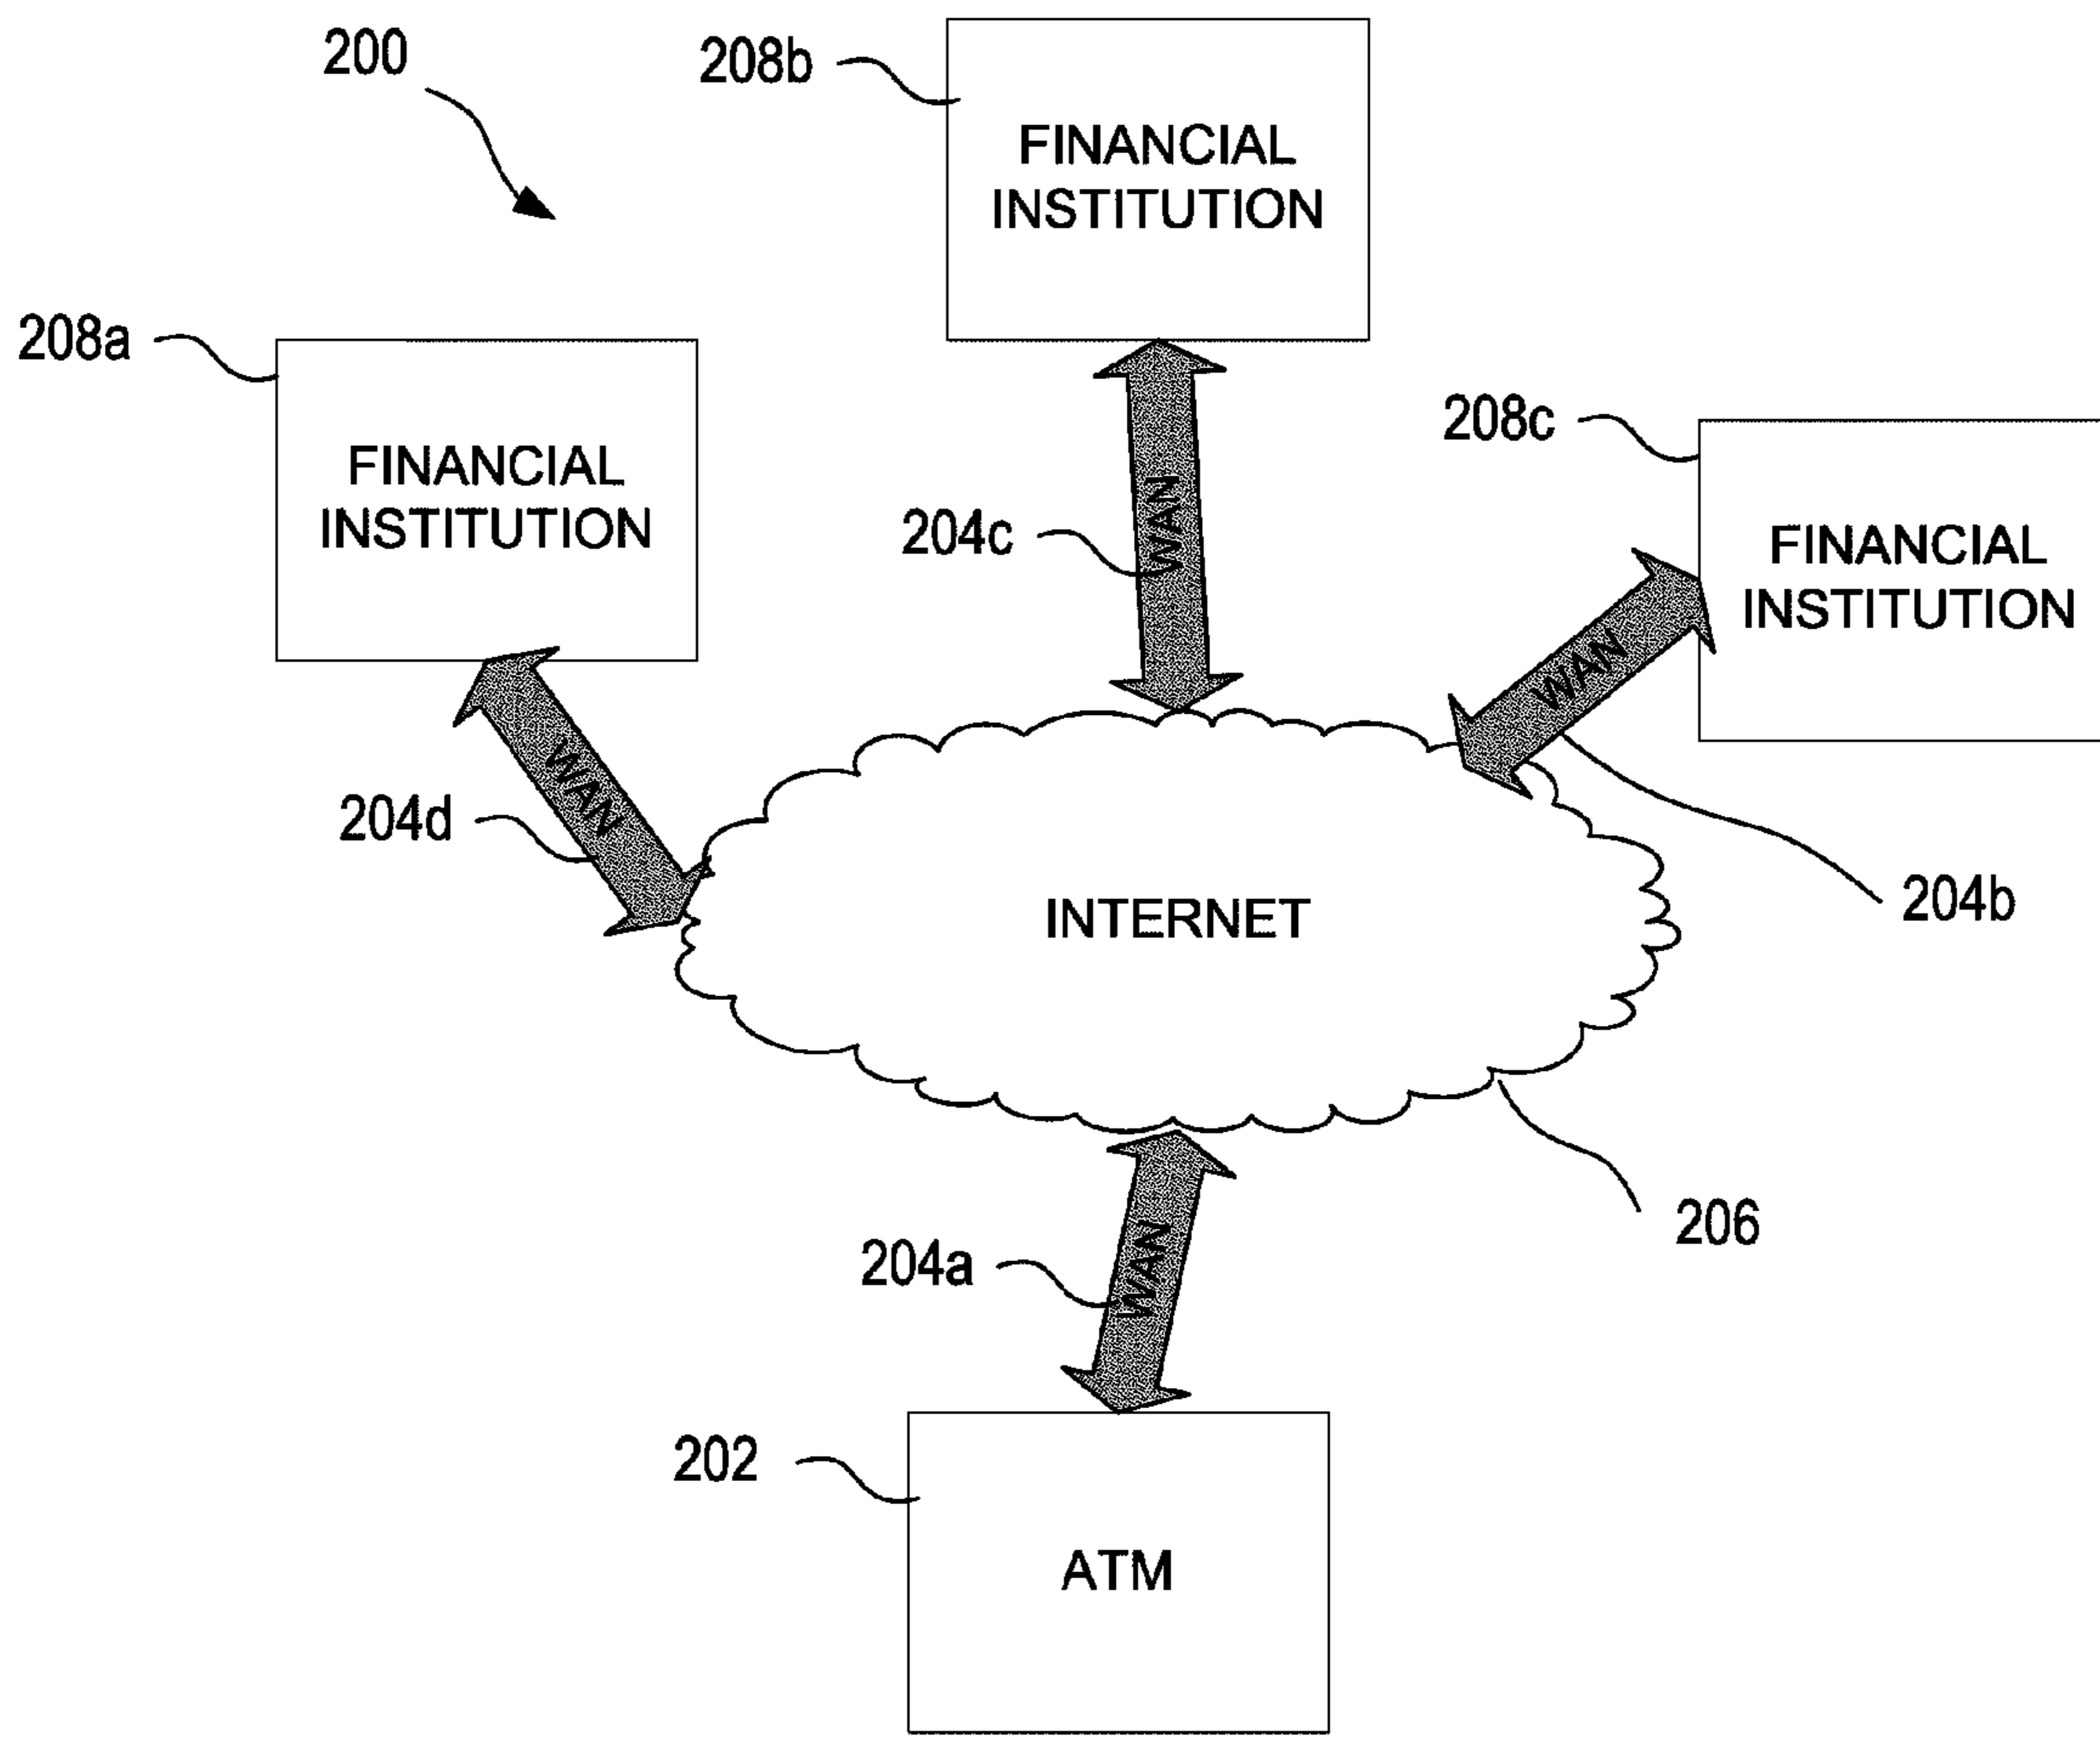 200
208b
FINANCIAL
INSTITUTION
208a
FINANCIAL
INSTITUTION
208c
FINANCIAL
INSTITUTION
204c
WAN
WAN
WAN
204d
204b
INTERNET
206
204a
WAN
202
ATM